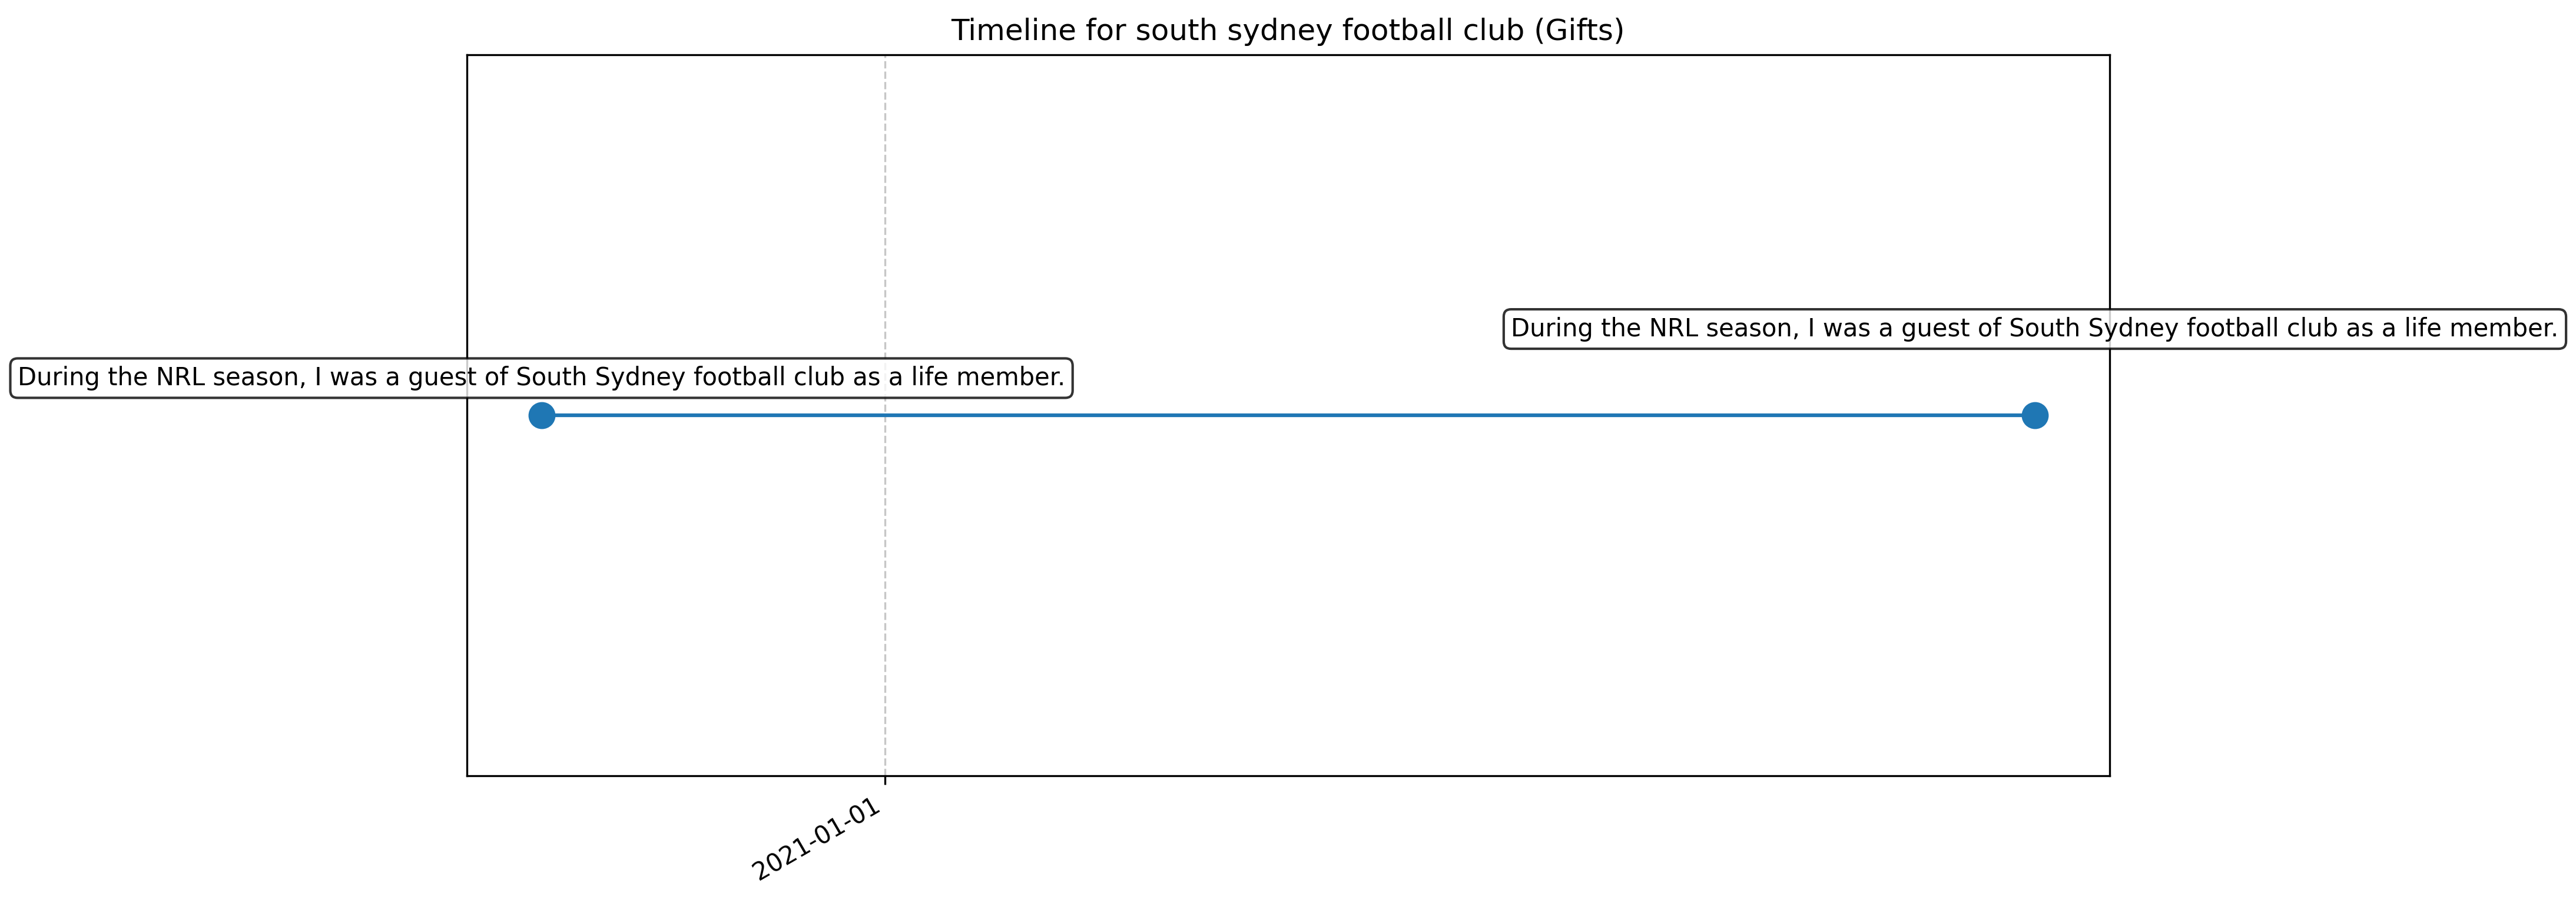 Timeline for south sydney football club (Gifts)
During the NRL season, I was a guest of South Sydney football club as a life member.
During the NRL season, I was a guest of South Sydney football club as a life member.
2021-01-01